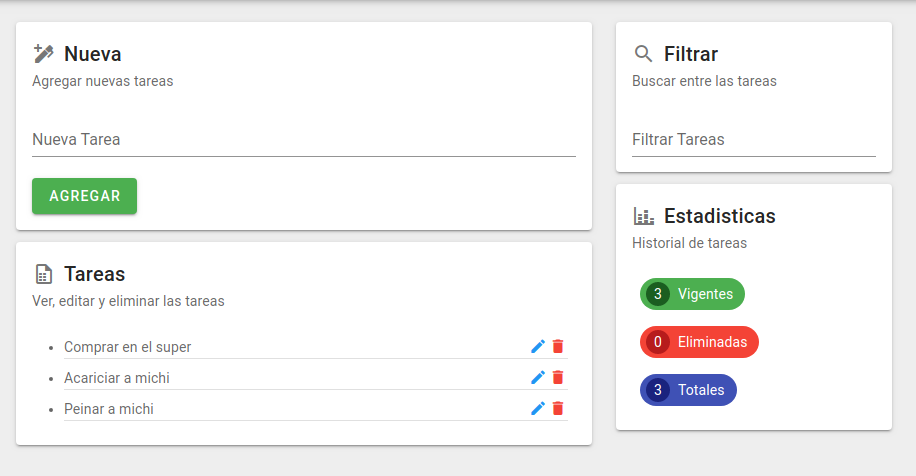 Nueva
Agregar nuevas tareas
Nueva Tarea
AGREGAR
Tareas
Ver, editar y eliminar las tareas
Comprar en el super
Acariciar a michi
Peinar a michi
Filtrar
Buscar entre las tareas
Filtrar Tareas
Estadisticas
Historial de tareas
3 Vigentes
0 Eliminadas
3 Totales